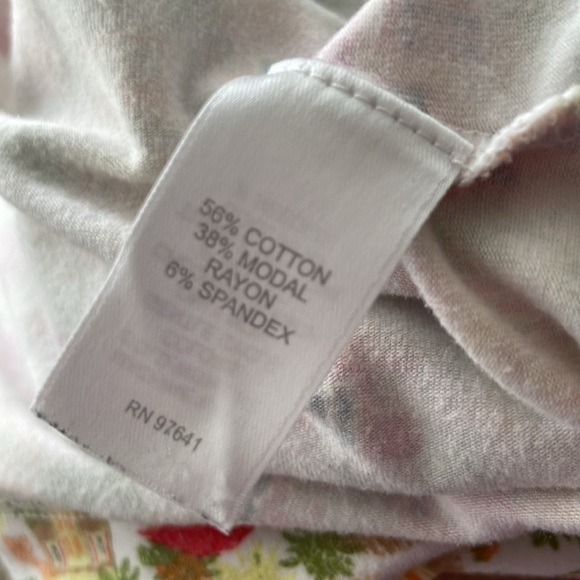 56% COTTON
38% MODAL
RAYON
6% SPANDEX
RN 97641